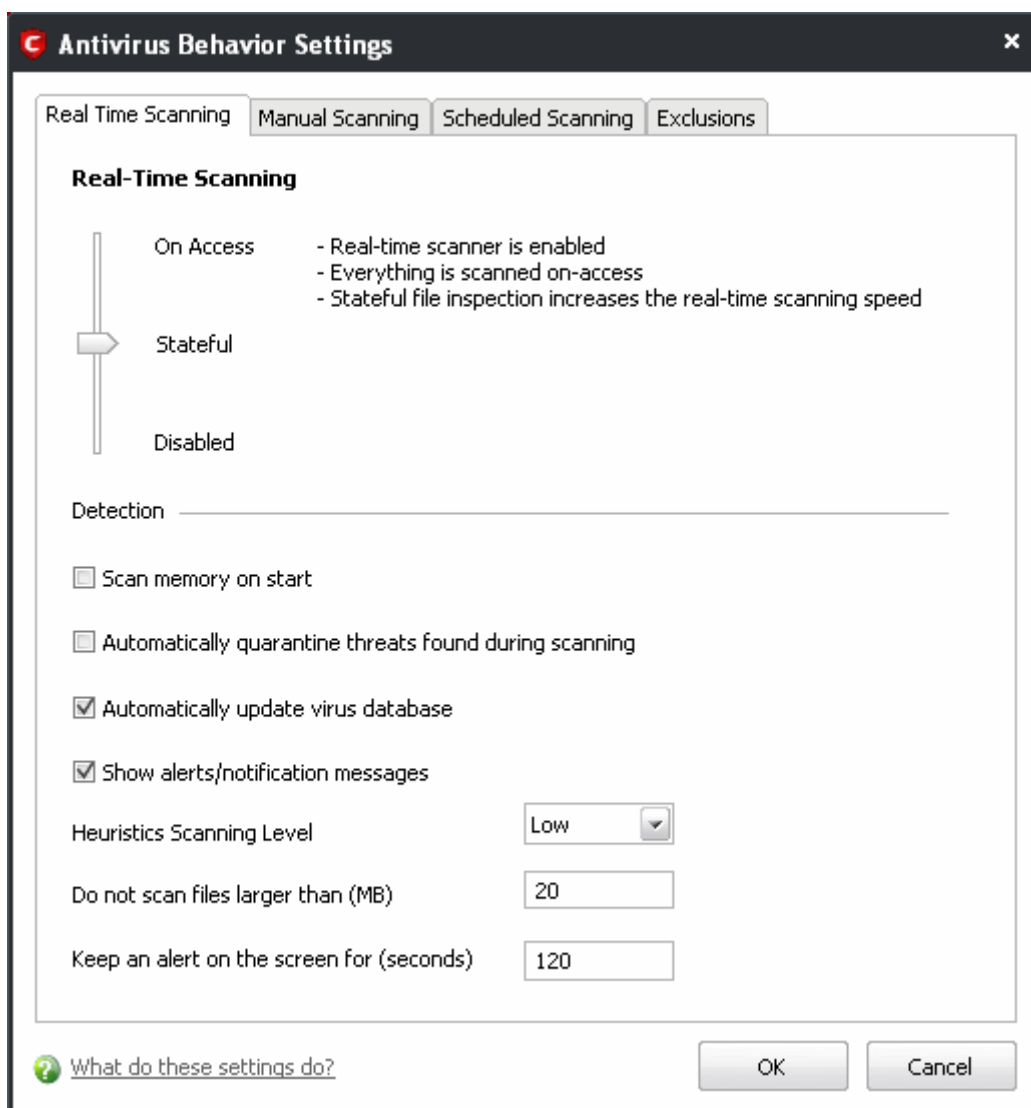 Antivirus Behavior Settings
Real Time Scanning
Manual Scanning
Scheduled Scanning
Exclusions
Real-Time Scanning
On Access
- Real-time scanner is enabled
- Everything is scanned on-access
- Stateful file inspection increases the real-time scanning speed
Stateful
Disabled
Detection
Scan memory on start
Automatically quarantine threats found during scanning
Automatically update virus database
Show alerts/notification messages
Heuristics Scanning Level
Low
Do not scan files larger than (MB)
20
Keep an alert on the screen for (seconds)
120
What do these settings do?
OK
Cancel